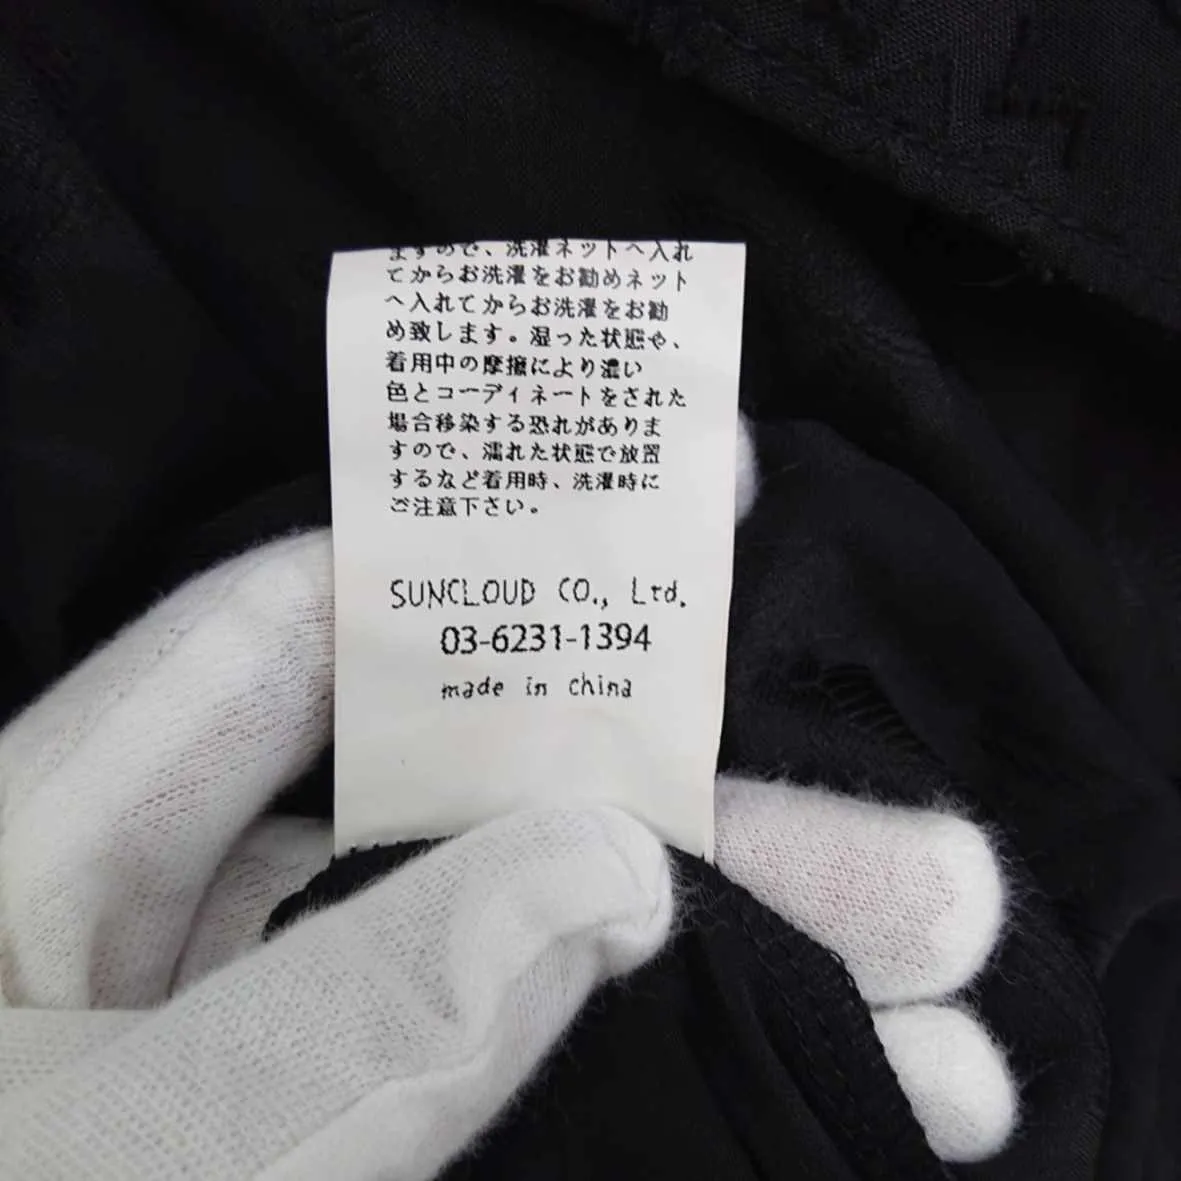 ますので、洗濯ネットへ入れ
てからお洗濯をお勧めネット
へ入れてからお洗濯をお勧
め致します。湿った状態や、
着用中の摩擦により濃い
色とコーディネートをされた
場合移染する恐れがありま
すので、濡れた状態で放置
するなど着用時、洗濯時に
ご注意下さい。
SUNCLOUD CO., Ltd.
03-6231-1394
made in china